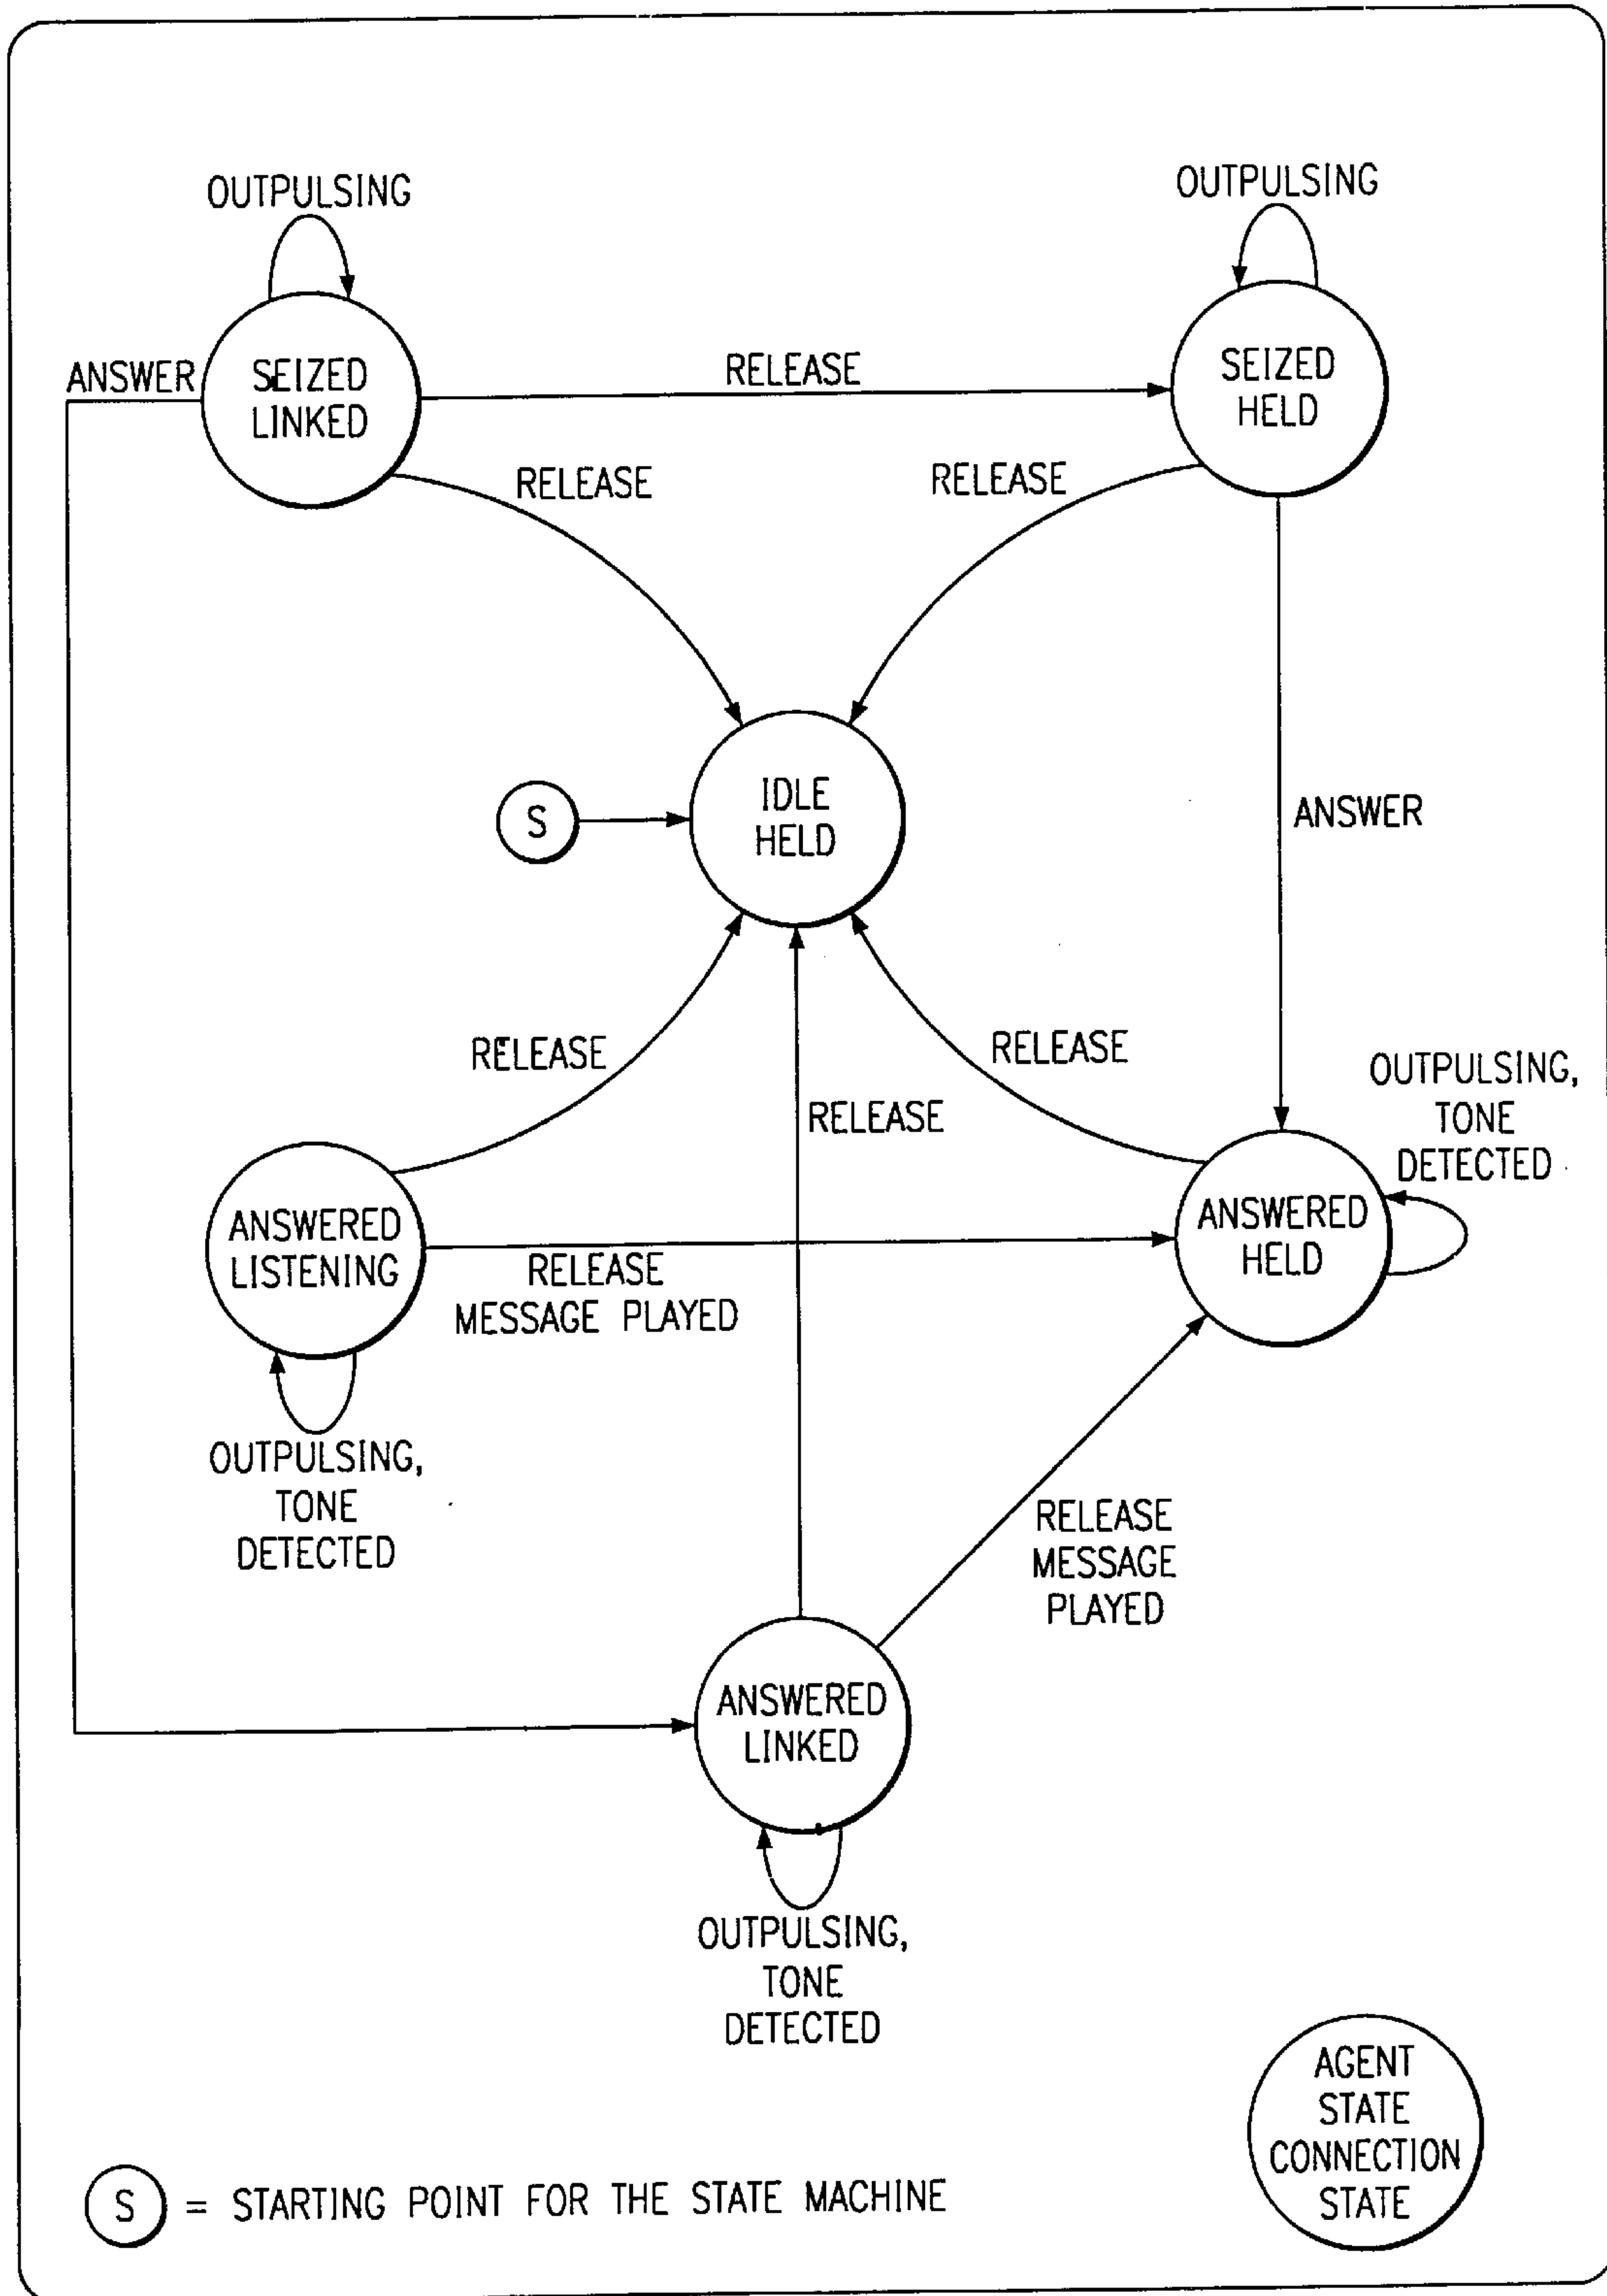 OUTPULSING
OUTPULSING
ANSWER
SEIZED
LINKED
RELEASE
SEIZED
HELD
RELEASE
RELEASE
IDLE
HELD
S
ANSWER
RELEASE
RELEASE
RELEASE
OUTPULSING,
TONE
DETECTED
ANSWERED
LISTENING
RELEASE
MESSAGE PLAYED
ANSWERED
HELD
OUTPULSING,
TONE
DETECTED
RELEASE
MESSAGE
PLAYED
ANSWERED
LINKED
OUTPULSING,
TONE
DETECTED
AGENT
STATE
CONNECTION
STATE
S = STARTING POINT FOR THE STATE MACHINE